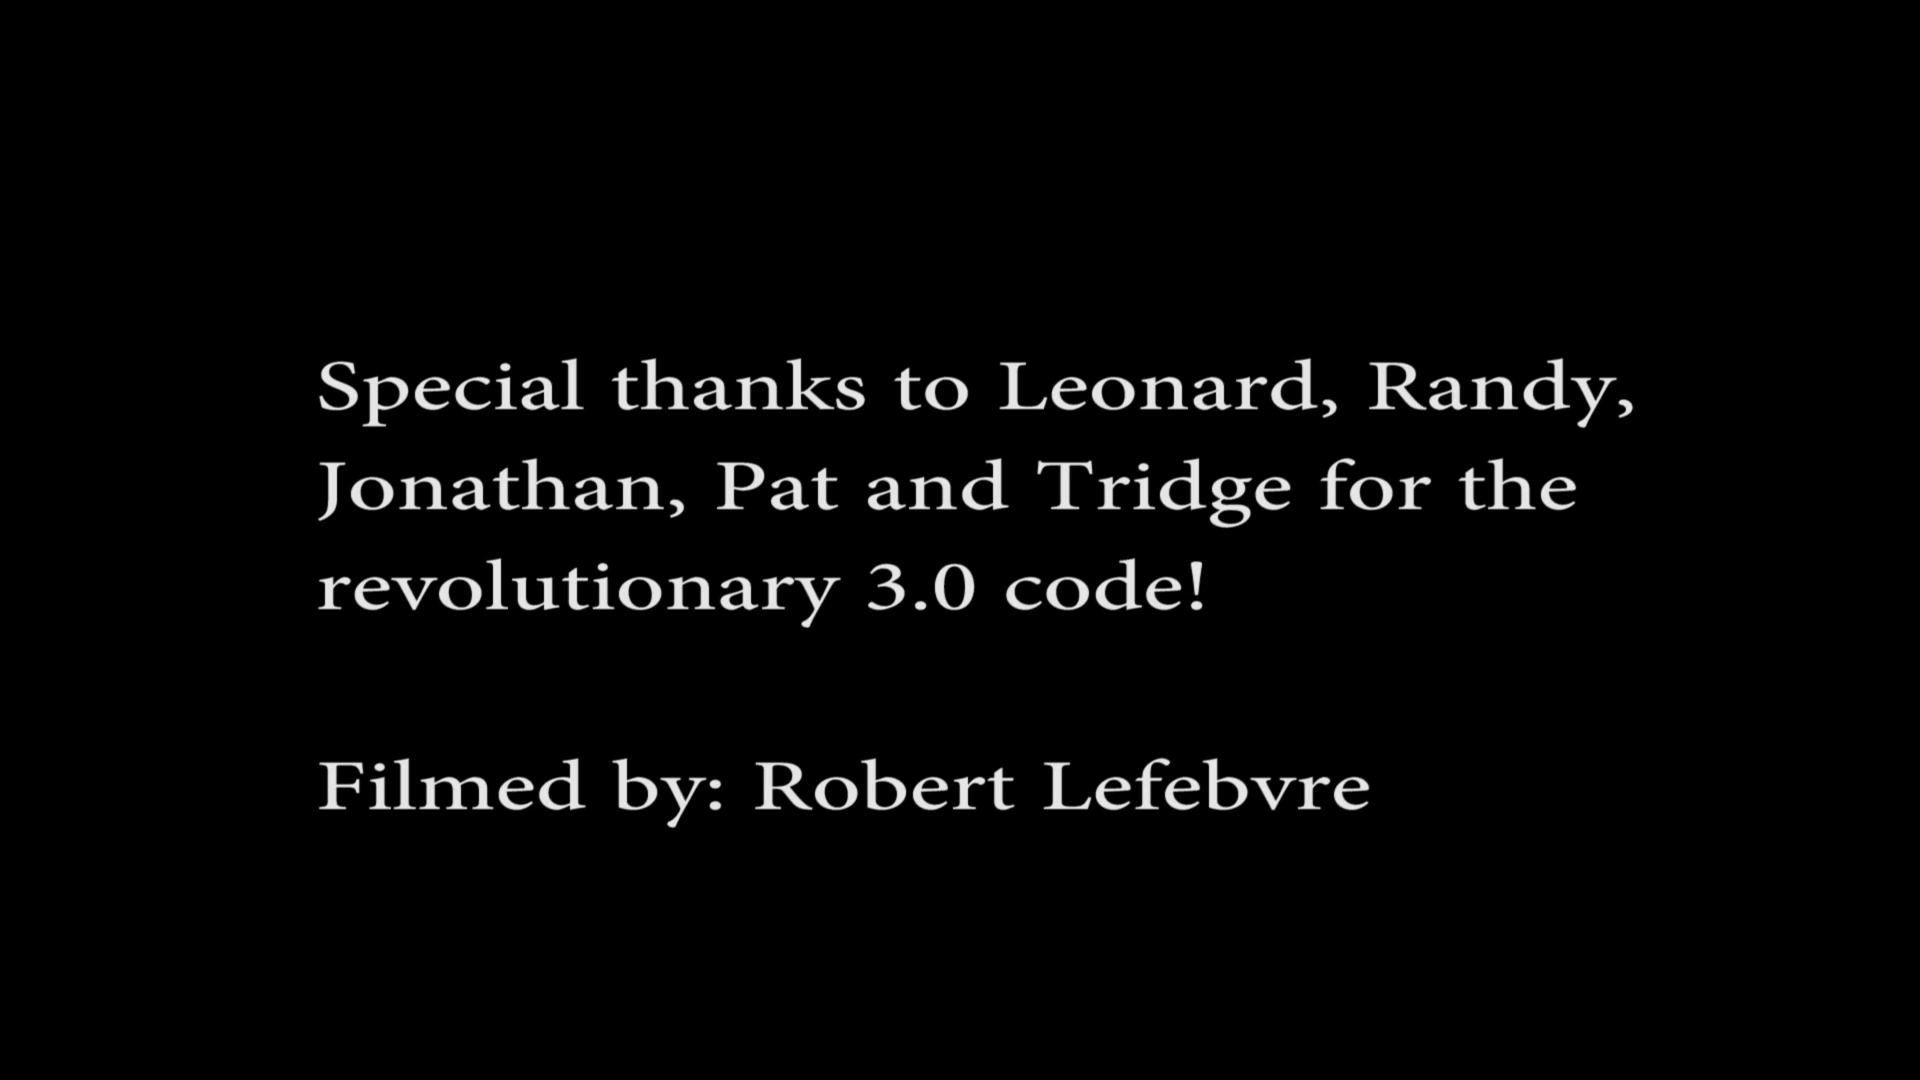 Special thanks to Leonard, Randy,
Jonathan, Pat and Tridge for the
revolutionary 3.0 code!
Filmed by: Robert Lefebvre